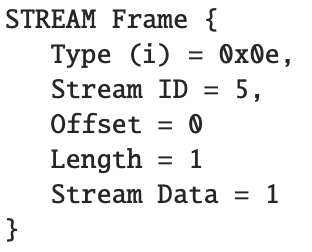 STREAM Frame {
Type (i) = 0x0e,
Stream ID = 5,
Offset = 0
Length = 1
Stream Data = 1
}